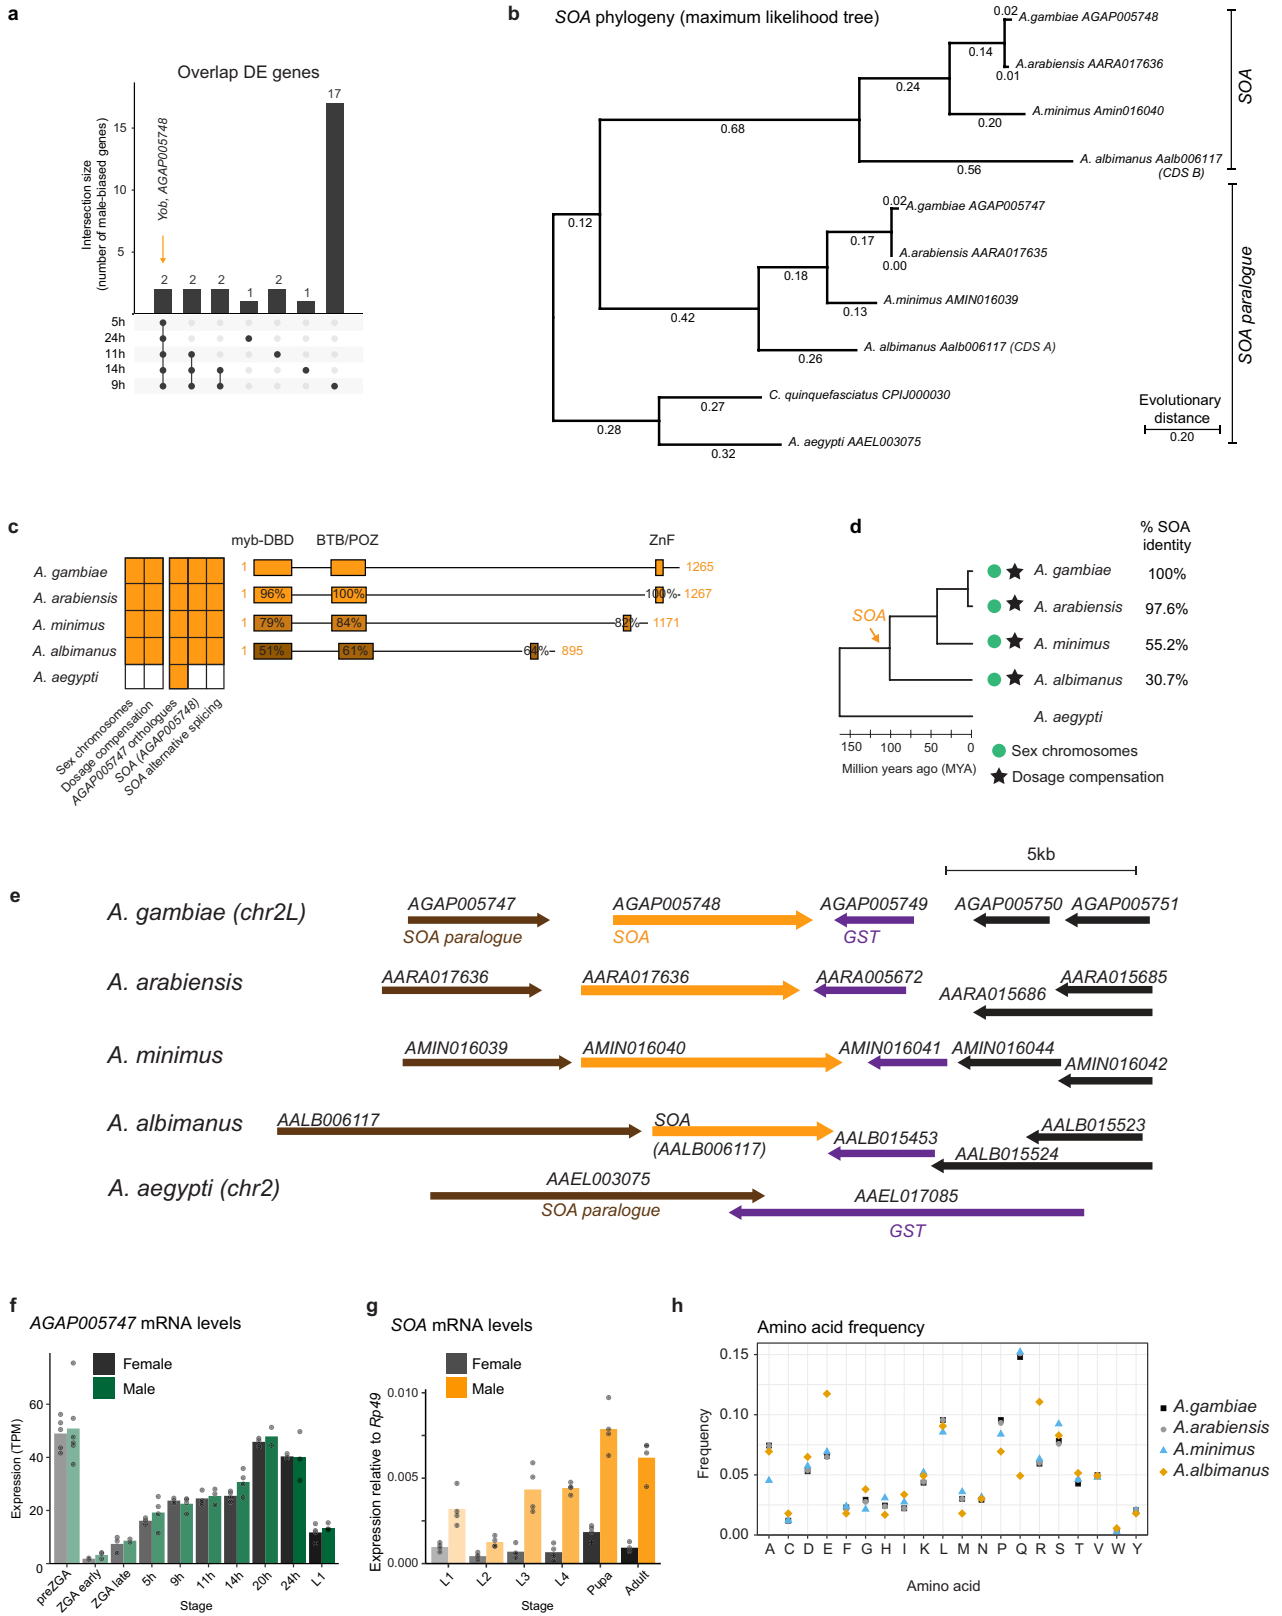 a
Overlap DE genes
17
15
10
5
Intersection size
(number of male-biased genes)
Yob, AGAP005748
2
2
2
1
2
1
5h
24h
11h
14h
9h
b
SOA phylogeny (maximum likelihood tree)
0.02 A.gambiae AGAP005748
0.14
A.arabiensis AARA017636
0.01
0.24
A.minimus Amin016040
0.20
0.68
A. albimanus Aalb006117
(CDS B)
0.56
SOA
0.02 A.gambiae AGAP005747
0.12
0.17
A.arabiensis AARA017635
0.00
0.18
A.minimus AMIN016039
0.13
0.42
A. albimanus Aalb006117 (CDS A)
0.26
C. quinquefasciatus CPIJ000030
0.27
0.28
A. aegypti AAEL003075
0.32
SOA paralogue
Evolutionary
distance
0.20
c
myb-DBD
BTB/POZ
ZnF
A. gambiae
1
1265
A. arabiensis
1
96%
100%
100%
1267
A. minimus
1
79%
84%
82%
1171
A. albimanus
1
51%
61%
64%
895
A. aegypti
Sex chromosomes
Dosage compensation
AGAP005747 orthologues
SOA (AGAP005748)
SOA alternative splicing
d
% SOA
identity
A. gambiae
100%
A. arabiensis
97.6%
SOA
A. minimus
55.2%
A. albimanus
30.7%
A. aegypti
150
100
50
0
Million years ago (MYA)
Sex chromosomes
Dosage compensation
e
5kb
A. gambiae (chr2L)
AGAP005747
AGAP005748
AGAP005749
AGAP005750
AGAP005751
SOA paralogue
SOA
GST
A. arabiensis
AARA017636
AARA017636
AARA005672
AARA015686
AARA015685
A. minimus
AMIN016039
AMIN016040
AMIN016041
AMIN016044
AMIN016042
A. albimanus
AALB006117
SOA
(AALB006117)
AALB015453
AALB015524
AALB015523
A. aegypti (chr2)
AAEL003075
SOA paralogue
AAEL017085
GST
f
AGAP005747 mRNA levels
Female
Male
60
40
20
0
Expression (TPM)
preZGA
ZGA early
ZGA late
5h
9h
11h
14h
20h
24h
L1
Stage
g
SOA mRNA levels
Female
Male
0.010
0.005
0.000
Expression relative to Rp49
L1
L2
L3
L4
Pupa
Adult
Stage
h
Amino acid frequency
0.15
0.10
0.05
0.00
Frequency
A C D E F G H I K L M N P Q R S T V W Y
Amino acid
A.gambiae
A.arabiensis
A.minimus
A.albimanus